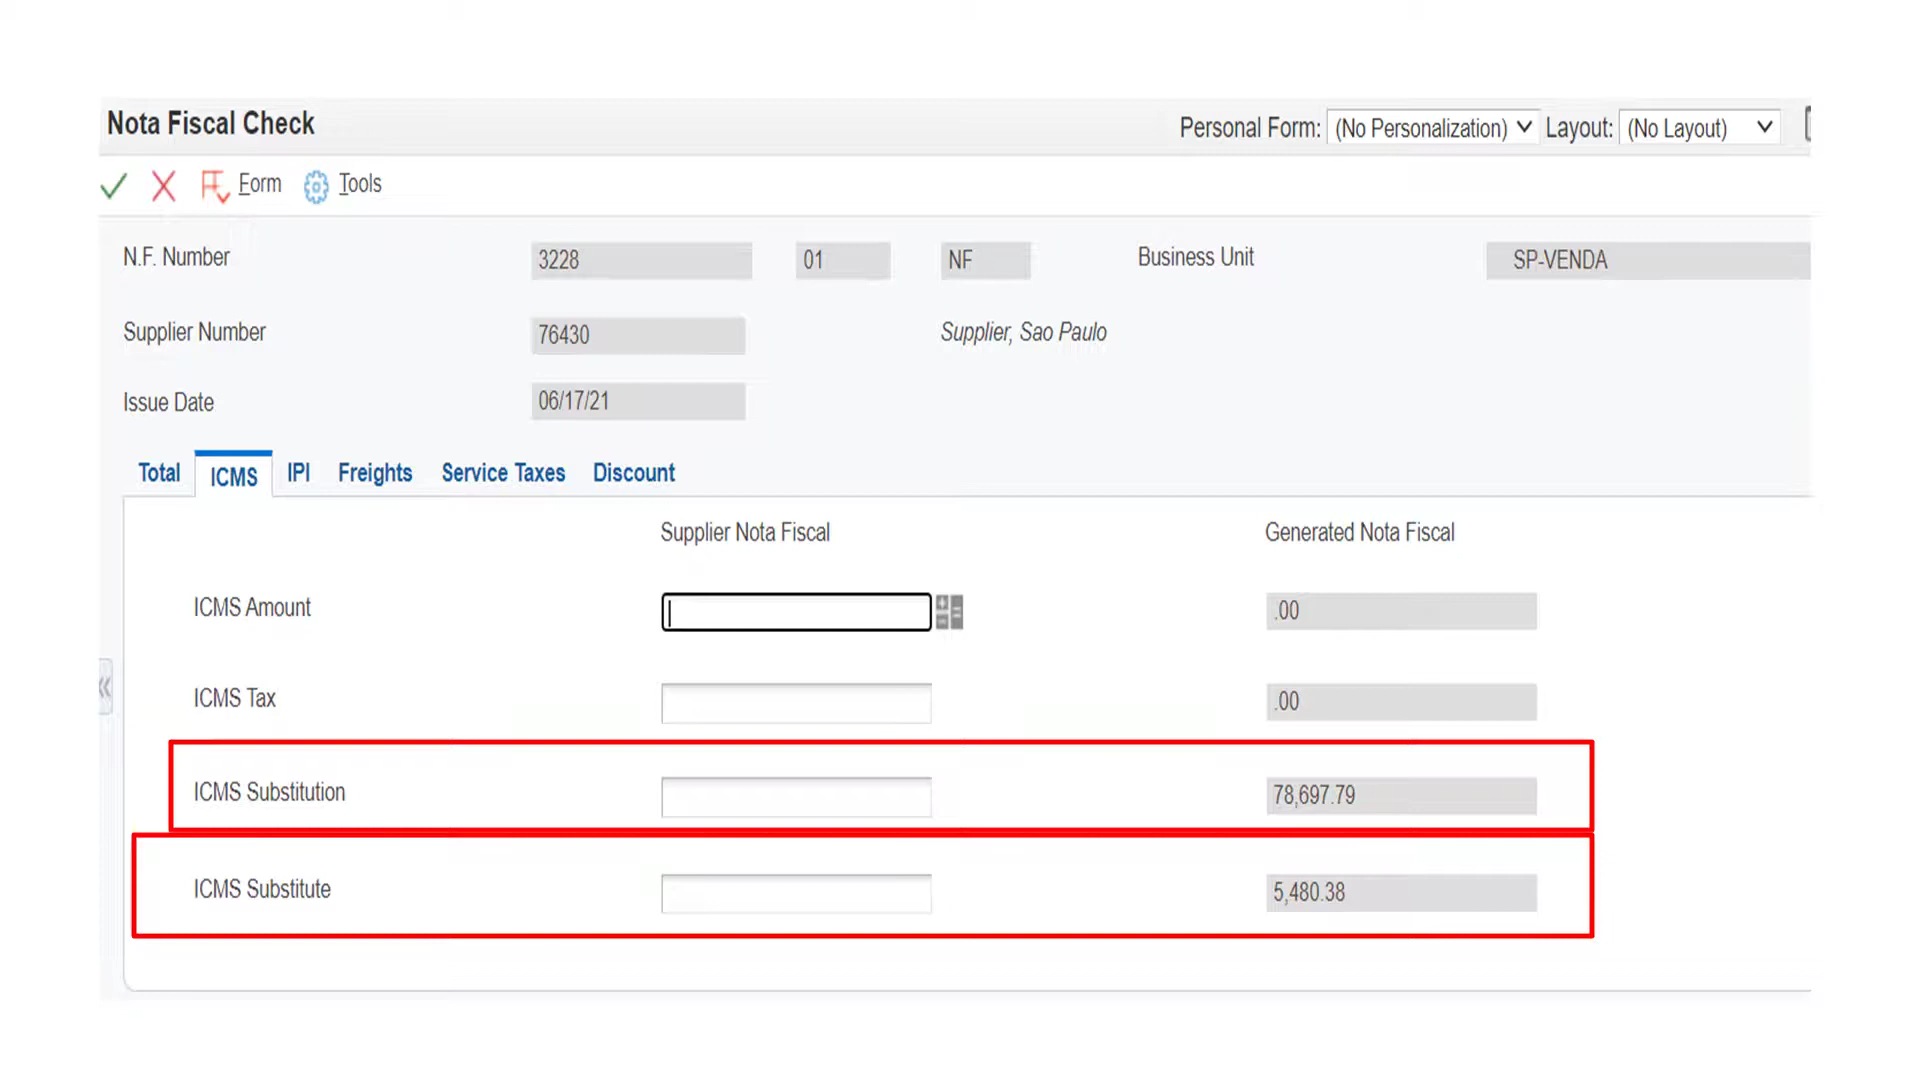 Nota Fiscal Check Personal Form: (No Personalization) Layout: (No Layout)
Form Tools
N.F. Number 3228 01 NF Business Unit SP-VENDA
Supplier Number 76430 Supplier, Sao Paulo
Issue Date 06/17/21
Total ICMS IPI Freights Service Taxes Discount
Supplier Nota Fiscal Generated Nota Fiscal
ICMS Amount .00
ICMS Tax .00
ICMS Substitution 78,697.79
ICMS Substitute 5,480.38